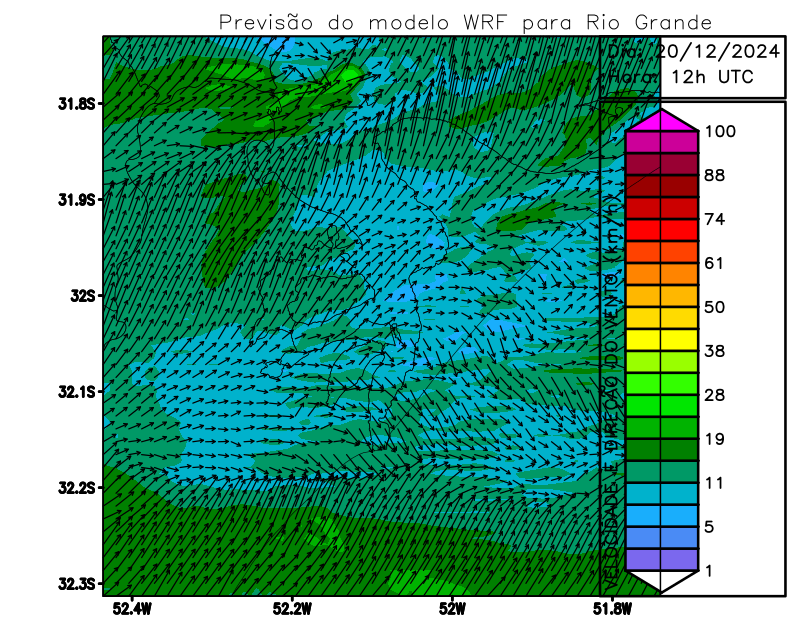 Previsão do modelo WRF para Rio Grande
Dia: 20/12/2024
Hora: 12h UTC
31.8S
31.9S
32S
32.1S
32.2S
32.3S
52.4W
52.2W
52W
51.8W
VELOCIDADE E DIREÇÃO DO VENTO (km/h)
100
88
74
61
50
38
28
19
11
5
1